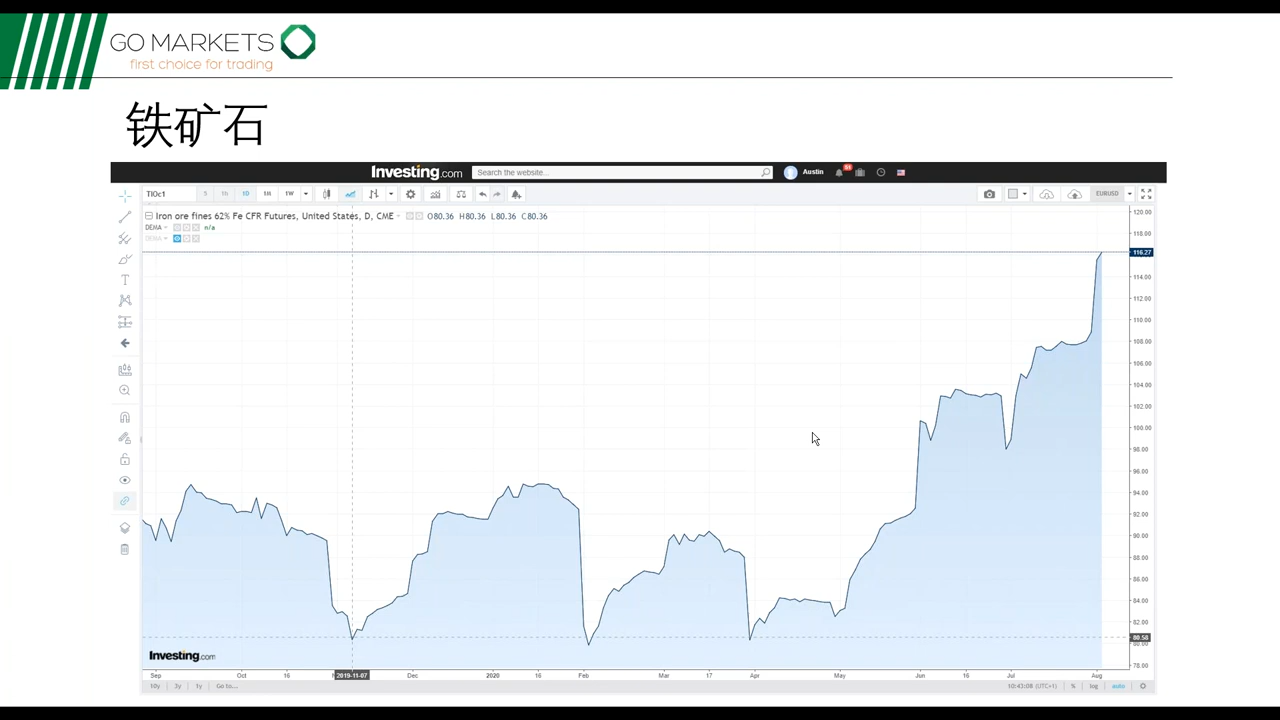 GO MARKETS
first choice for trading
铁矿石
Investing.com
Search the website...
Austin
TIOc1
1D
1M
1W
EURUSD
Iron ore fines 62% Fe CFR Futures, United States, D, CME
O80.36 H80.36 L80.36 C80.36
DEMA n/a
DEMA
120.00
118.00
116.27
114.00
112.00
110.00
108.00
106.00
104.00
102.00
100.00
98.00
96.00
94.00
92.00
90.00
88.00
86.00
84.00
82.00
80.58
80.00
78.00
Investing.com
Sep Oct 16 2019-11-07 Dec 2020 16 Feb Mar 17 Apr May Jun 16 Jul Aug
10y 3y 1y Go to... 10:43:08 (UTC+1) % log auto